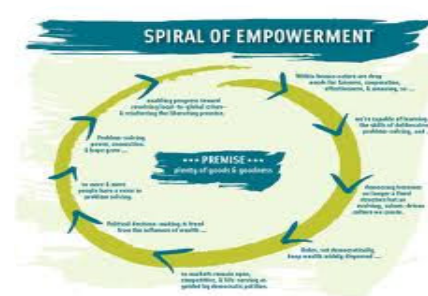 SPIRAL OF EMPOWERMENT
Within human nature are deep
needs for fairness, cooperation,
effectiveness, & meaning, so ...
we're capable of learning
the skills of deliberative
problem-solving, and ...
democracy becomes
no longer a fixed
structure but an
evolving, values-driven
culture we create.
Rules, set democratically,
keep wealth widely dispersed ...
so markets remain open,
competitive, & life-serving as
guided by democratic polities.
Political decision-making is freed
from the influence of wealth ...
so more & more
people have a voice in
problem solving.
Problem-solving
power, connection,
& hope grow ...
enabling progress toward
resolving local-to-global crises—
& reinforcing the liberating premise.
••• PREMISE •••
plenty of goods & goodness